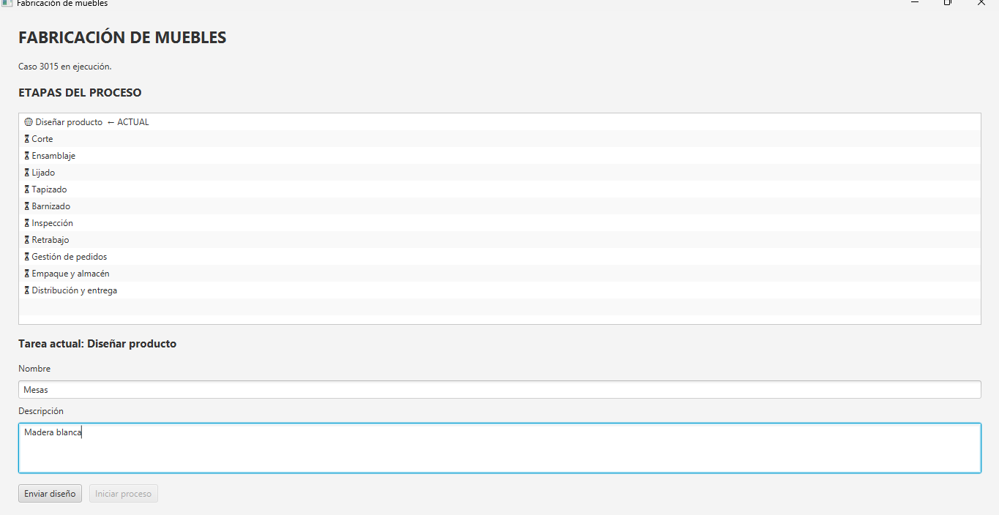 Fabricación de muebles
FABRICACIÓN DE MUEBLES
Caso 3015 en ejecución.
ETAPAS DEL PROCESO
Diseñar producto ← ACTUAL
Corte
Ensamblaje
Lijado
Tapizado
Barnizado
Inspección
Retrabajo
Gestión de pedidos
Empaque y almacén
Distribución y entrega
Tarea actual: Diseñar producto
Nombre
Mesas
Descripción
Madera blanca
Enviar diseño Iniciar proceso